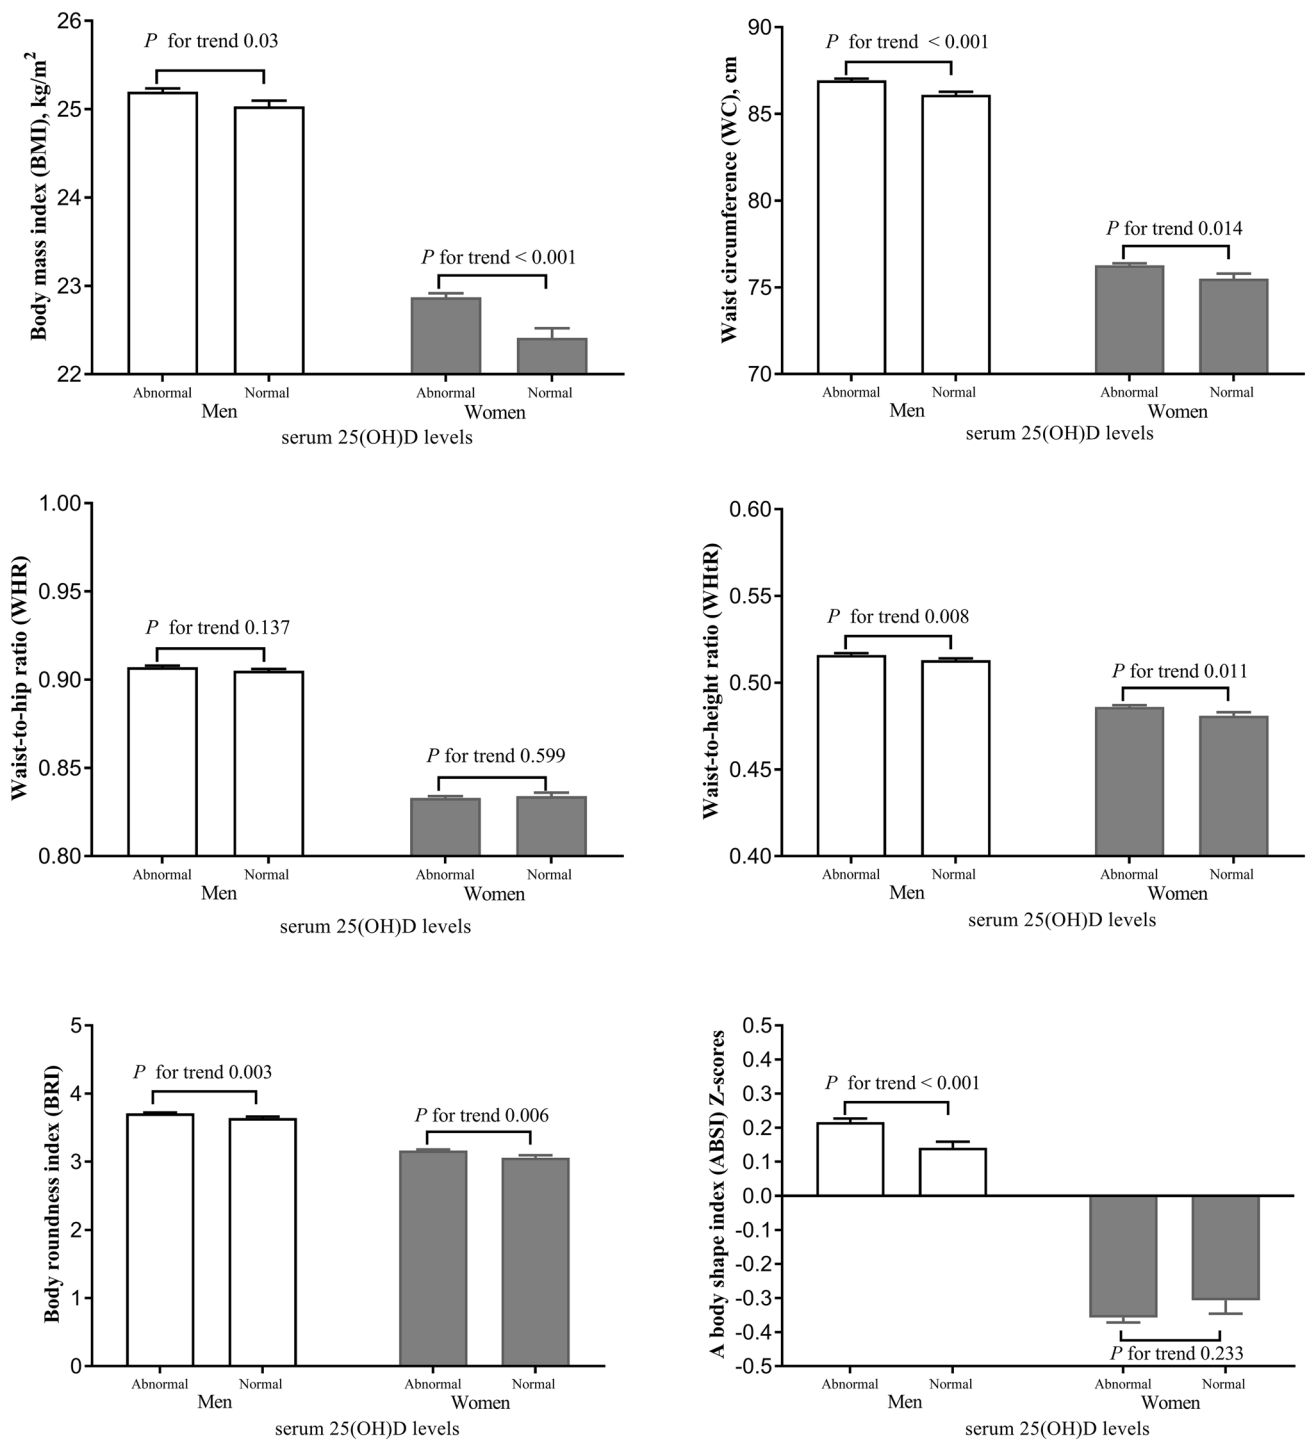 Body mass index (BMI), kg/m²
26
25
24
23
22
P for trend 0.03
P for trend < 0.001
Abnormal Normal Abnormal Normal
Men Women
serum 25(OH)D levels
Waist circumference (WC), cm
90
85
80
75
70
P for trend < 0.001
P for trend 0.014
Abnormal Normal Abnormal Normal
Men Women
serum 25(OH)D levels
Waist-to-hip ratio (WHR)
1.00
0.95
0.90
0.85
0.80
P for trend 0.137
P for trend 0.599
Abnormal Normal Abnormal Normal
Men Women
serum 25(OH)D levels
Waist-to-height ratio (WHtR)
0.60
0.55
0.50
0.45
0.40
P for trend 0.008
P for trend 0.011
Abnormal Normal Abnormal Normal
Men Women
serum 25(OH)D levels
Body roundness index (BRI)
5
4
3
2
1
0
P for trend 0.003
P for trend 0.006
Abnormal Normal Abnormal Normal
Men Women
serum 25(OH)D levels
A body shape index (ABSI) Z-scores
0.5
0.4
0.3
0.2
0.1
0.0
-0.1
-0.2
-0.3
-0.4
-0.5
P for trend < 0.001
P for trend 0.233
Abnormal Normal Abnormal Normal
Men Women
serum 25(OH)D levels